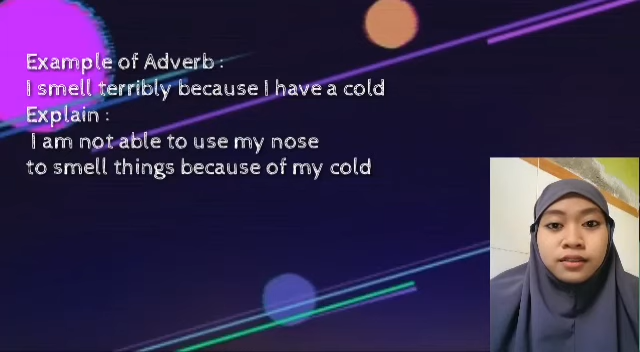 Example of Adverb :
I smell terribly because I have a cold
Explain :
I am not able to use my nose
to smell things because of my cold